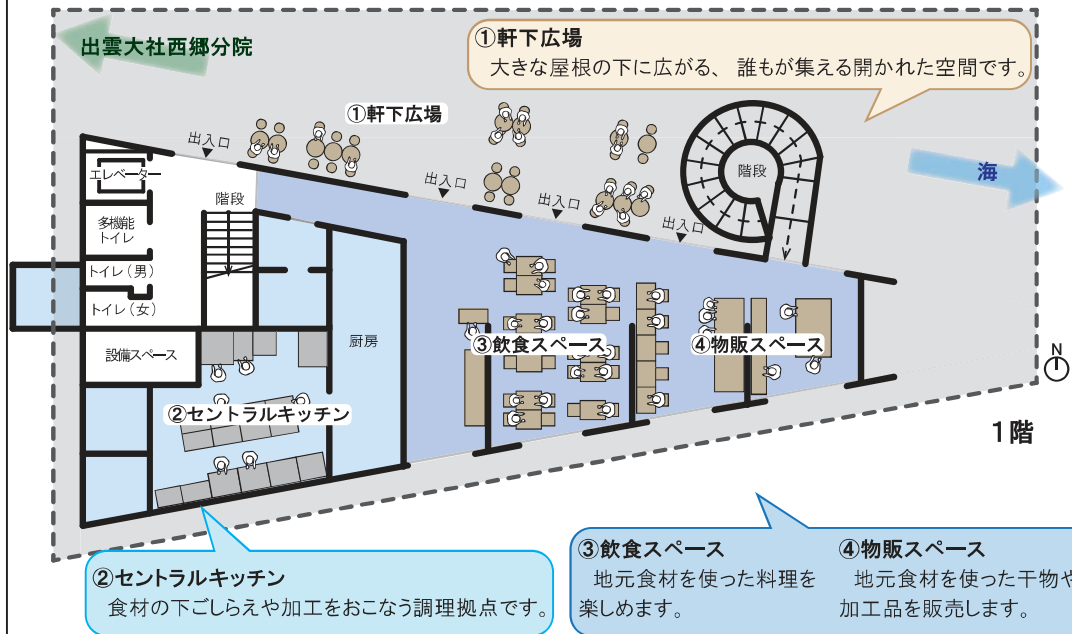 出雲大社西郷分院
①軒下広場
大きな屋根の下に広がる、誰もが集える開かれた空間です。
①軒下広場
出入口
エレベーター
階段
出入口
階段
海
多機能
トイレ
出入口
トイレ（男）
出入口
トイレ（女）
設備スペース
厨房
③飲食スペース
④物販スペース
N
②セントラルキッチン
1階
②セントラルキッチン
食材の下ごしらえや加工をおこなう調理拠点です。
③飲食スペース
地元食材を使った料理を
楽しめます。
④物販スペース
地元食材を使った干物や
加工品を販売します。